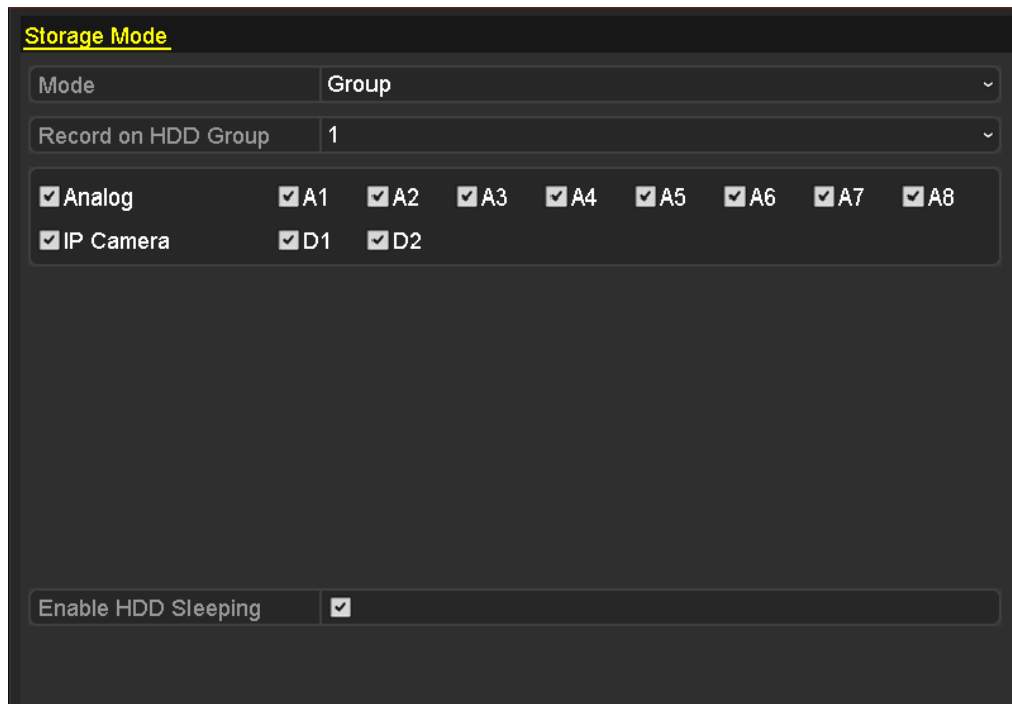 Storage Mode
Mode Group
Record on HDD Group 1
Analog A1 A2 A3 A4 A5 A6 A7 A8
IP Camera D1 D2
Enable HDD Sleeping